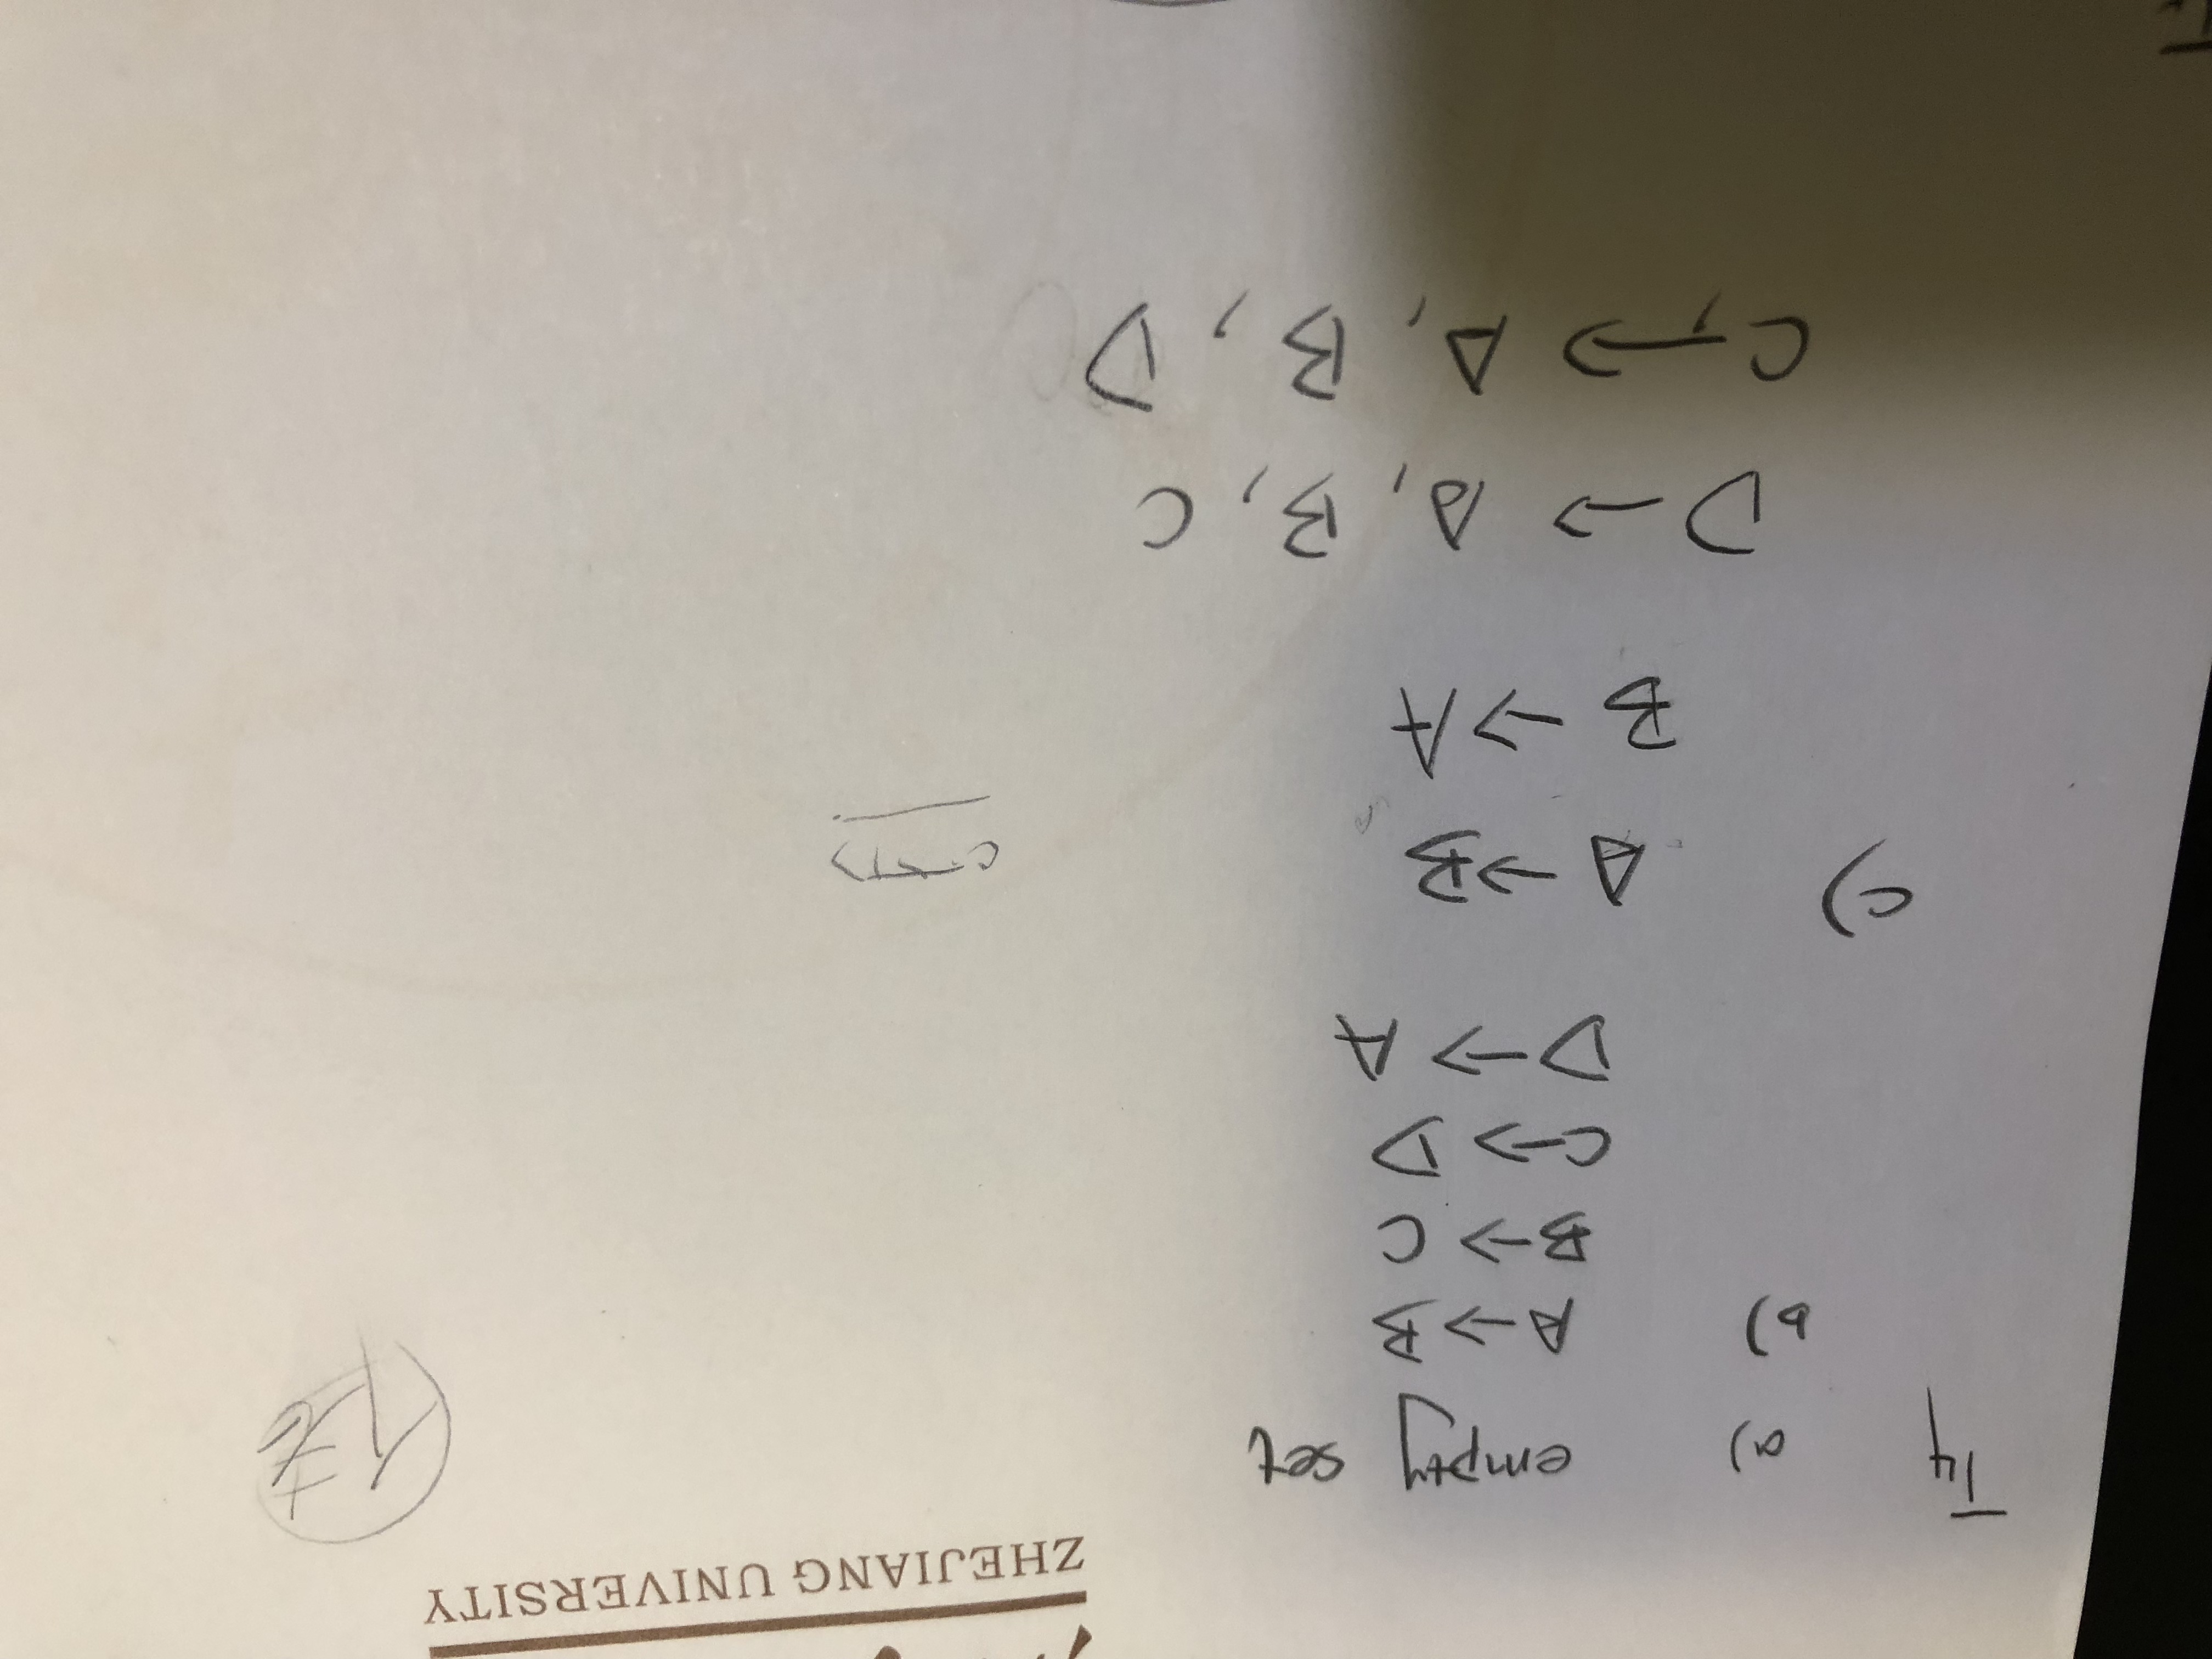 ZHEJIANG UNIVERSITY
T4 a) empty set
b) A→B
B→C
C→D
D→A
c) A→B
B→A
D→A, B, C
C→A, B, D